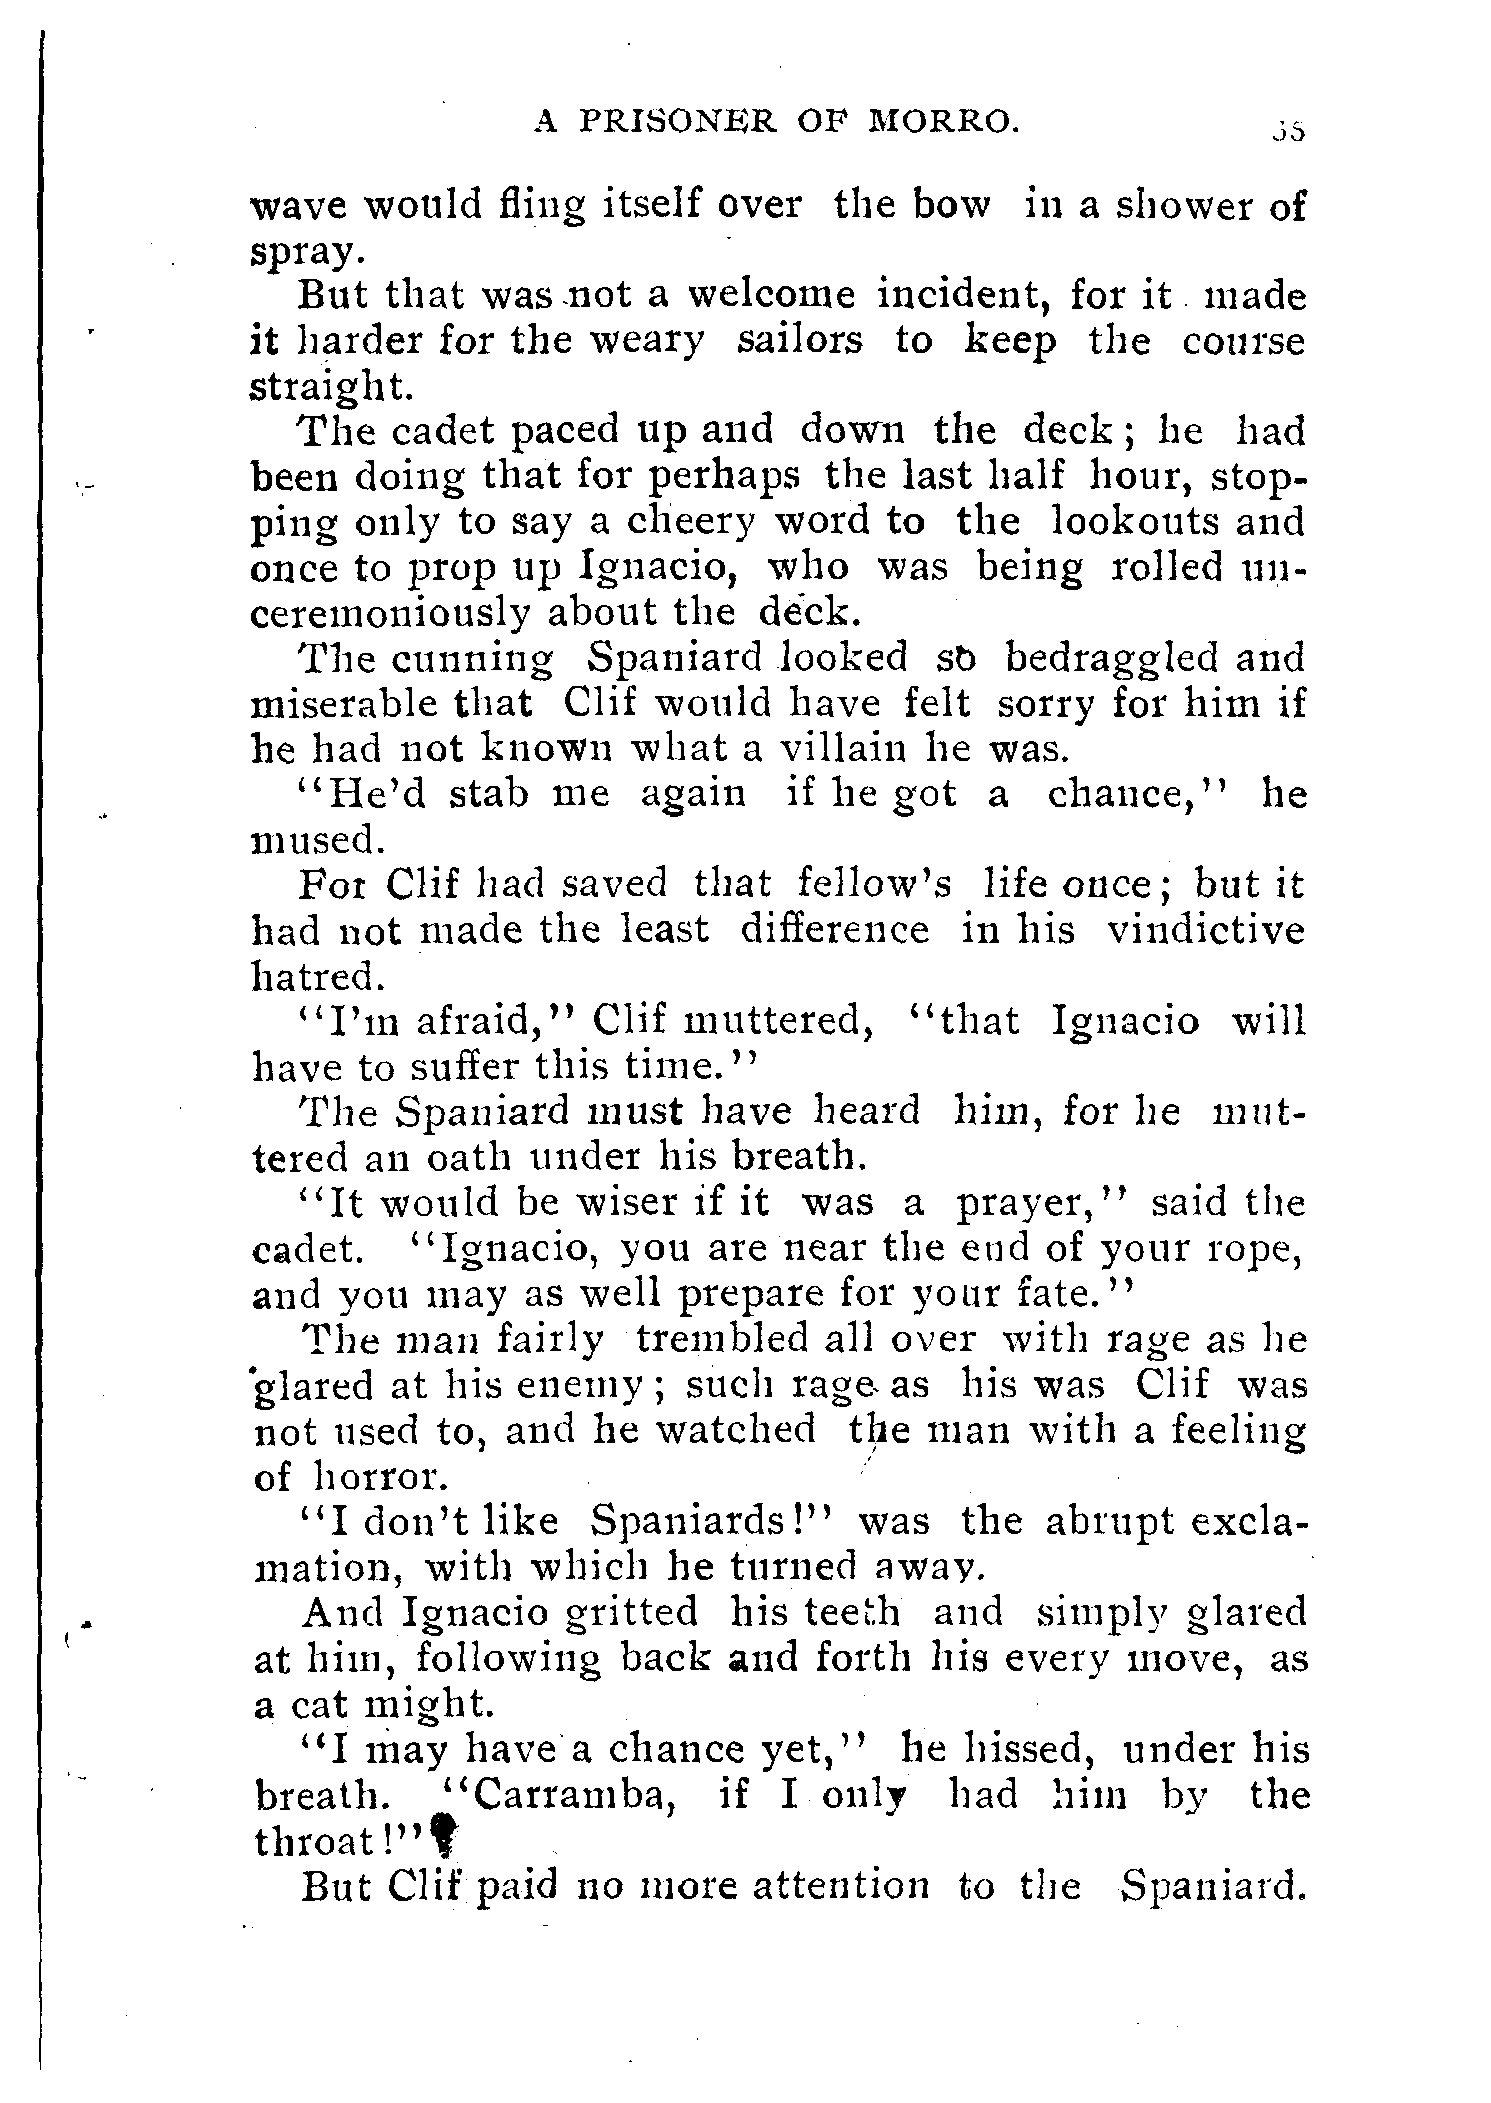 A PRISONER OF MORRO.
wave would fling itself over the bow in a shower of
spray.
But that was not a welcome incident, for it made
it harder for the weary sailors to keep the course
straight.
The cadet paced up and down the deck; he had
been doing that for perhaps the last half hour, stop-
ping only to say a cheery word to the lookouts and
once to prop up Ignacio, who was being rolled un-
ceremoniously about the deck.
The cunning Spaniard looked so bedraggled and
miserable that Clif would have felt sorry for him if
he had not known what a villain he was.
"He'd stab me again if he got a chance," he
mused.
For Clif had saved that fellow's life once; but it
had not made the least difference in his vindictive
hatred.
"I'm afraid," Clif muttered, "that Ignacio will
have to suffer this time."
The Spaniard must have heard him, for he mut-
tered an oath under his breath.
"It would be wiser if it was a prayer," said the
cadet. "Ignacio, you are near the end of your rope,
and you may as well prepare for your fate."
The man fairly trembled all over with rage as he
glared at his enemy; such rage as his was Clif was
not used to, and he watched the man with a feeling
of horror.
"I don't like Spaniards!" was the abrupt excla-
mation, with which he turned away.
And Ignacio gritted his teeth and simply glared
at him, following back and forth his every move, as
a cat might.
"I may have a chance yet," he hissed, under his
breath. "Carramba, if I only had him by the
throat!"
But Clif paid no more attention to the Spaniard.